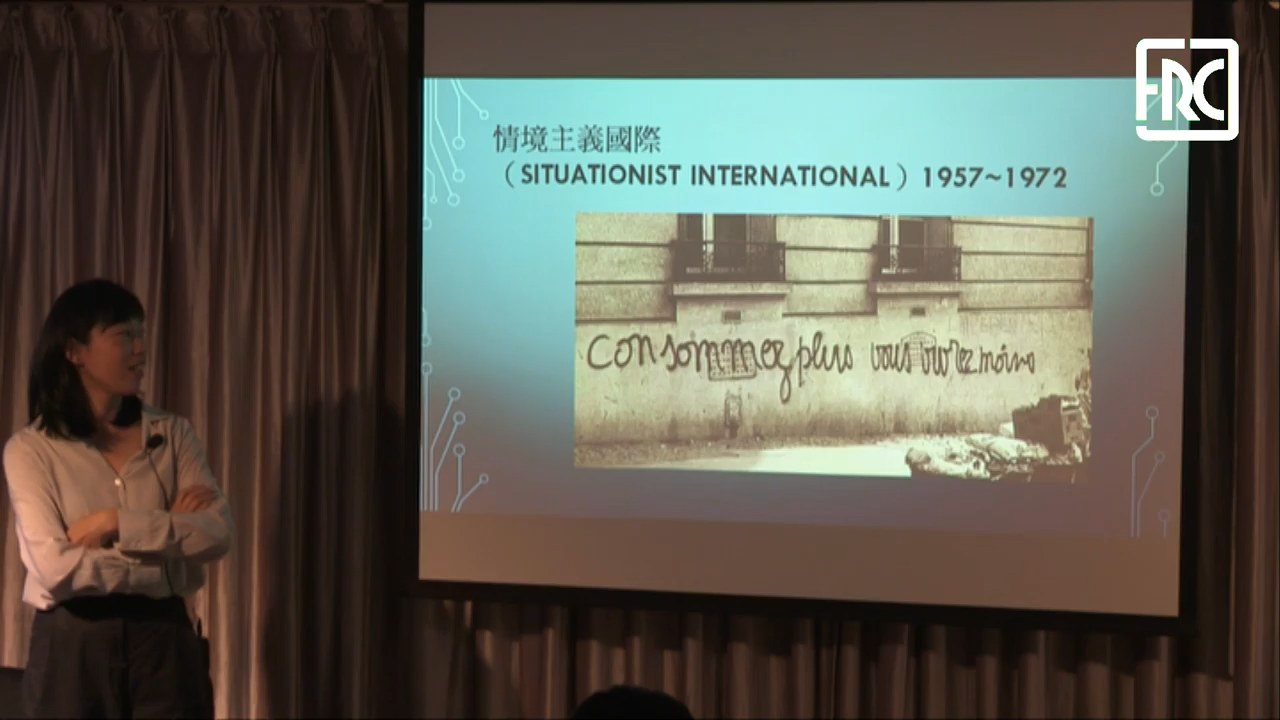 情境主義國際
（SITUATIONIST INTERNATIONAL）1957~1972
consommez plus vous vivrez moins
FRC